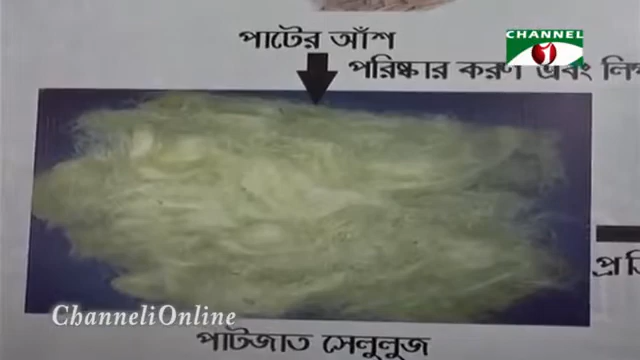 পাটের আঁশ
CHANNEL
i
পরিষ্কার করণ এবং
ChanneliOnline
পাটজাত সেলুলুজ